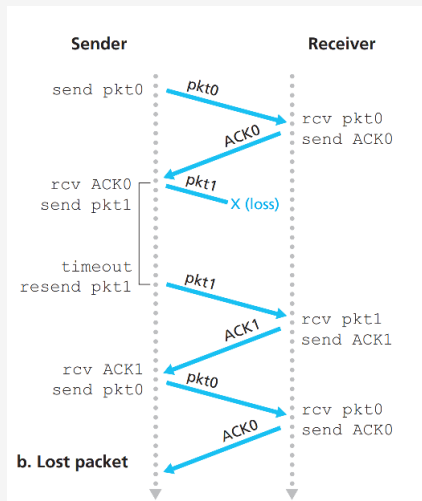 Sender Receiver
send pkt0
pkt0
rcv pkt0
send ACK0
ACK0
rcv ACK0
send pkt1
pkt1
X (loss)
timeout
resend pkt1
pkt1
rcv pkt1
send ACK1
ACK1
rcv ACK1
send pkt0
pkt0
rcv pkt0
send ACK0
ACK0
b. Lost packet